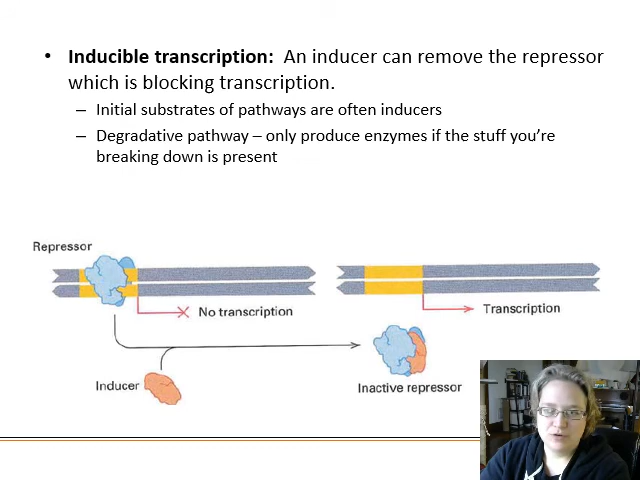 • Inducible transcription: An inducer can remove the repressor
which is blocking transcription.
– Initial substrates of pathways are often inducers
– Degradative pathway – only produce enzymes if the stuff you’re
breaking down is present
Repressor
No transcription
Transcription
Inducer
Inactive repressor